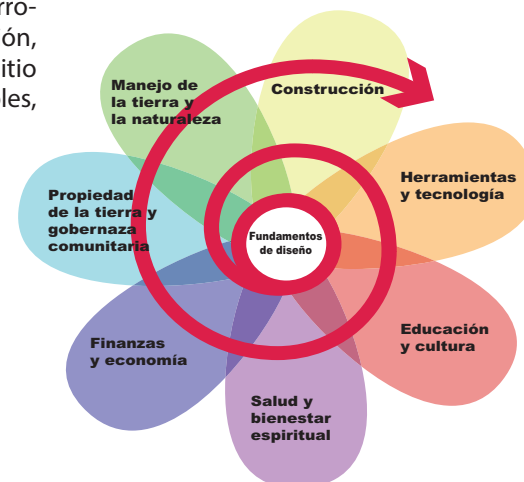 rro-
ón,
itio
les,
Manejo de
la tierra y
la naturaleza
Construcción
Herramientas
y tecnología
Propiedad
de la tierra y
gobernaza
comunitaria
Fundamentos
de diseño
Educación
y cultura
Finanzas
y economía
Salud y
bienestar
espiritual